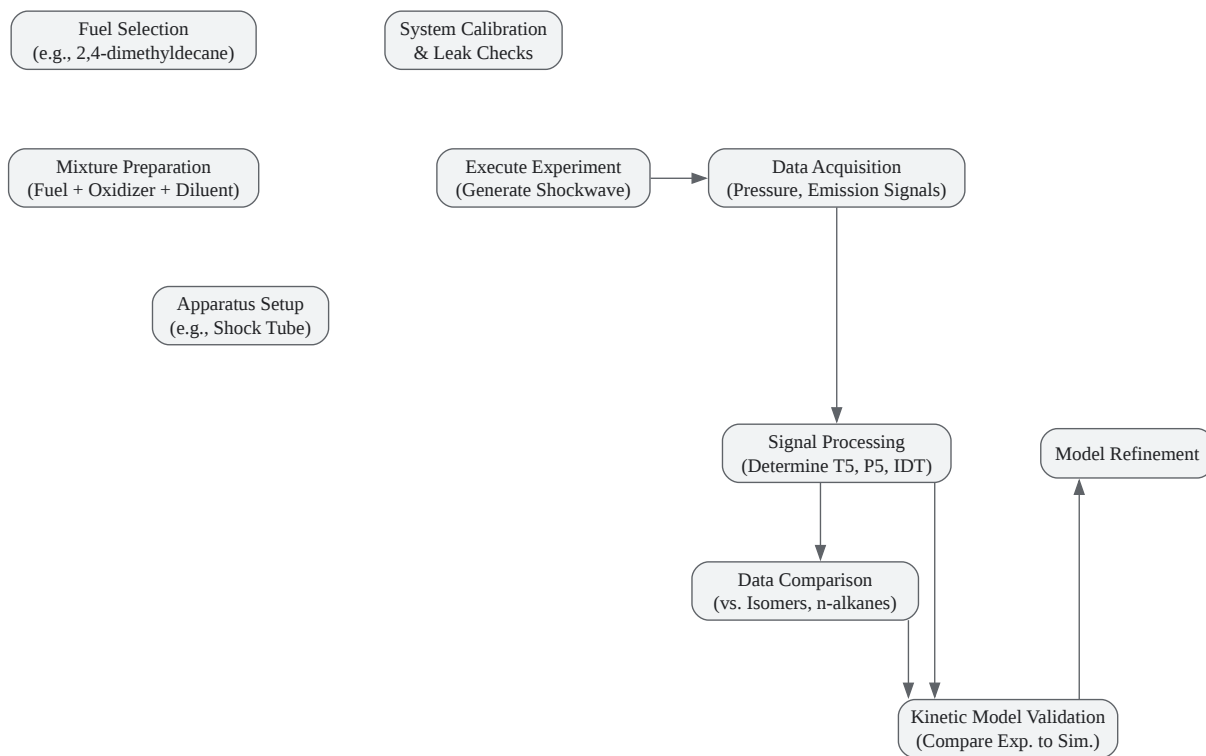 Fuel Selection
(e.g., 2,4-dimethyldecane)
System Calibration
& Leak Checks
Mixture Preparation
(Fuel + Oxidizer + Diluent)
Execute Experiment
(Generate Shockwave)
Data Acquisition
(Pressure, Emission Signals)
Apparatus Setup
(e.g., Shock Tube)
Signal Processing
(Determine T5, P5, IDT)
Model Refinement
Data Comparison
(vs. Isomers, n-alkanes)
Kinetic Model Validation
(Compare Exp. to Sim.)